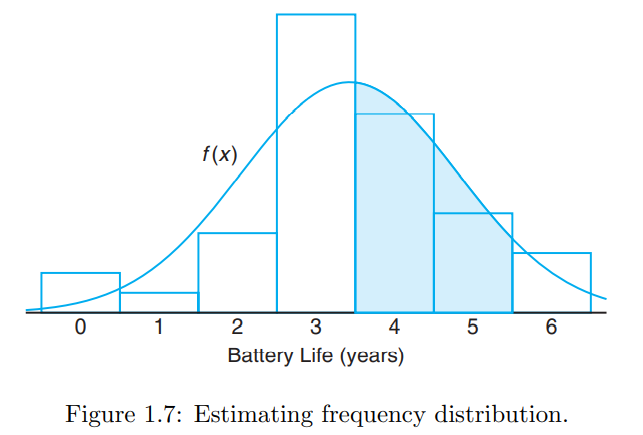 f(x)
0 1 2 3 4 5 6
Battery Life (years)
Figure 1.7: Estimating frequency distribution.